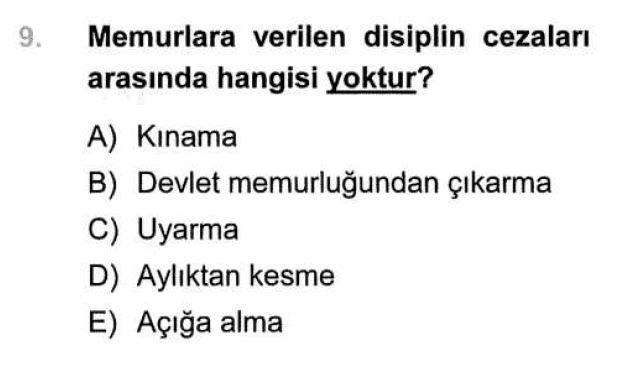 9. Memurlara verilen disiplin cezaları
arasında hangisi yoktur?
A) Kınama
B) Devlet memurluğundan çıkarma
C) Uyarma
D) Aylıktan kesme
E) Açığa alma